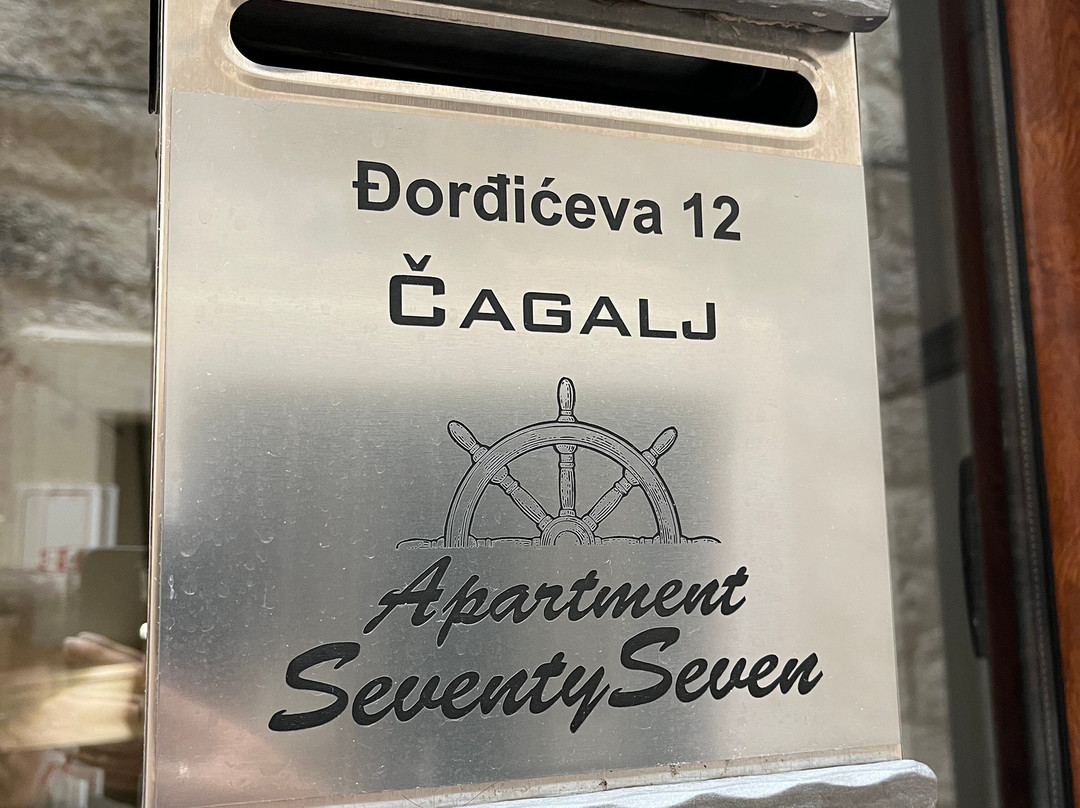 Đorđićeva 12
ČAGALJ
Apartment
SeventySeven